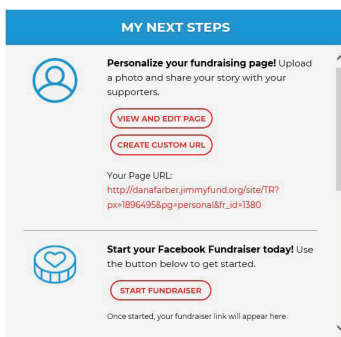 MY NEXT STEPS
Personalize your fundraising page! Upload
a photo and share your story with your
supporters.
VIEW AND EDIT PAGE
CREATE CUSTOM URL
Your Page URL:
http://danafarber.jimmyfund.org/site/TR?
px=1896495&pg=personal&fr_id=1380
Start your Facebook Fundraiser today! Use
the button below to get started.
START FUNDRAISER
Once started, your fundraiser link will appear here.